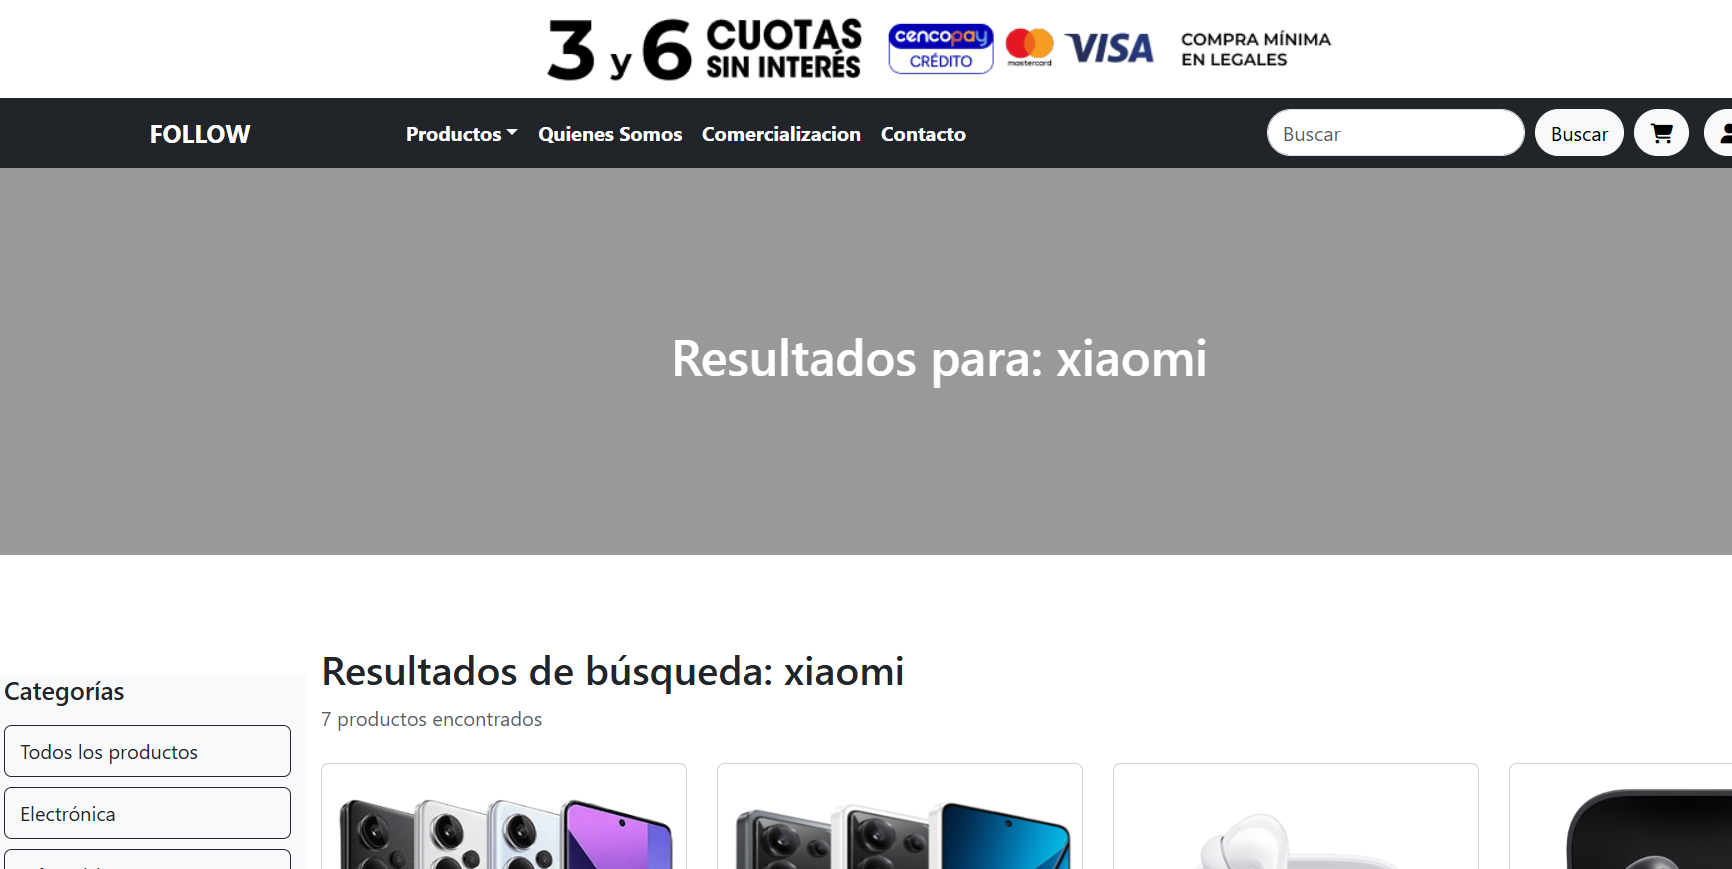 3 y 6 CUOTAS SIN INTERÉS
cencopay CRÉDITO
mastercard
VISA
COMPRA MÍNIMA
EN LEGALES
FOLLOW
Productos
Quienes Somos
Comercializacion
Contacto
Buscar
Buscar
Resultados para: xiaomi
Resultados de búsqueda: xiaomi
7 productos encontrados
Categorías
Todos los productos
Electrónica